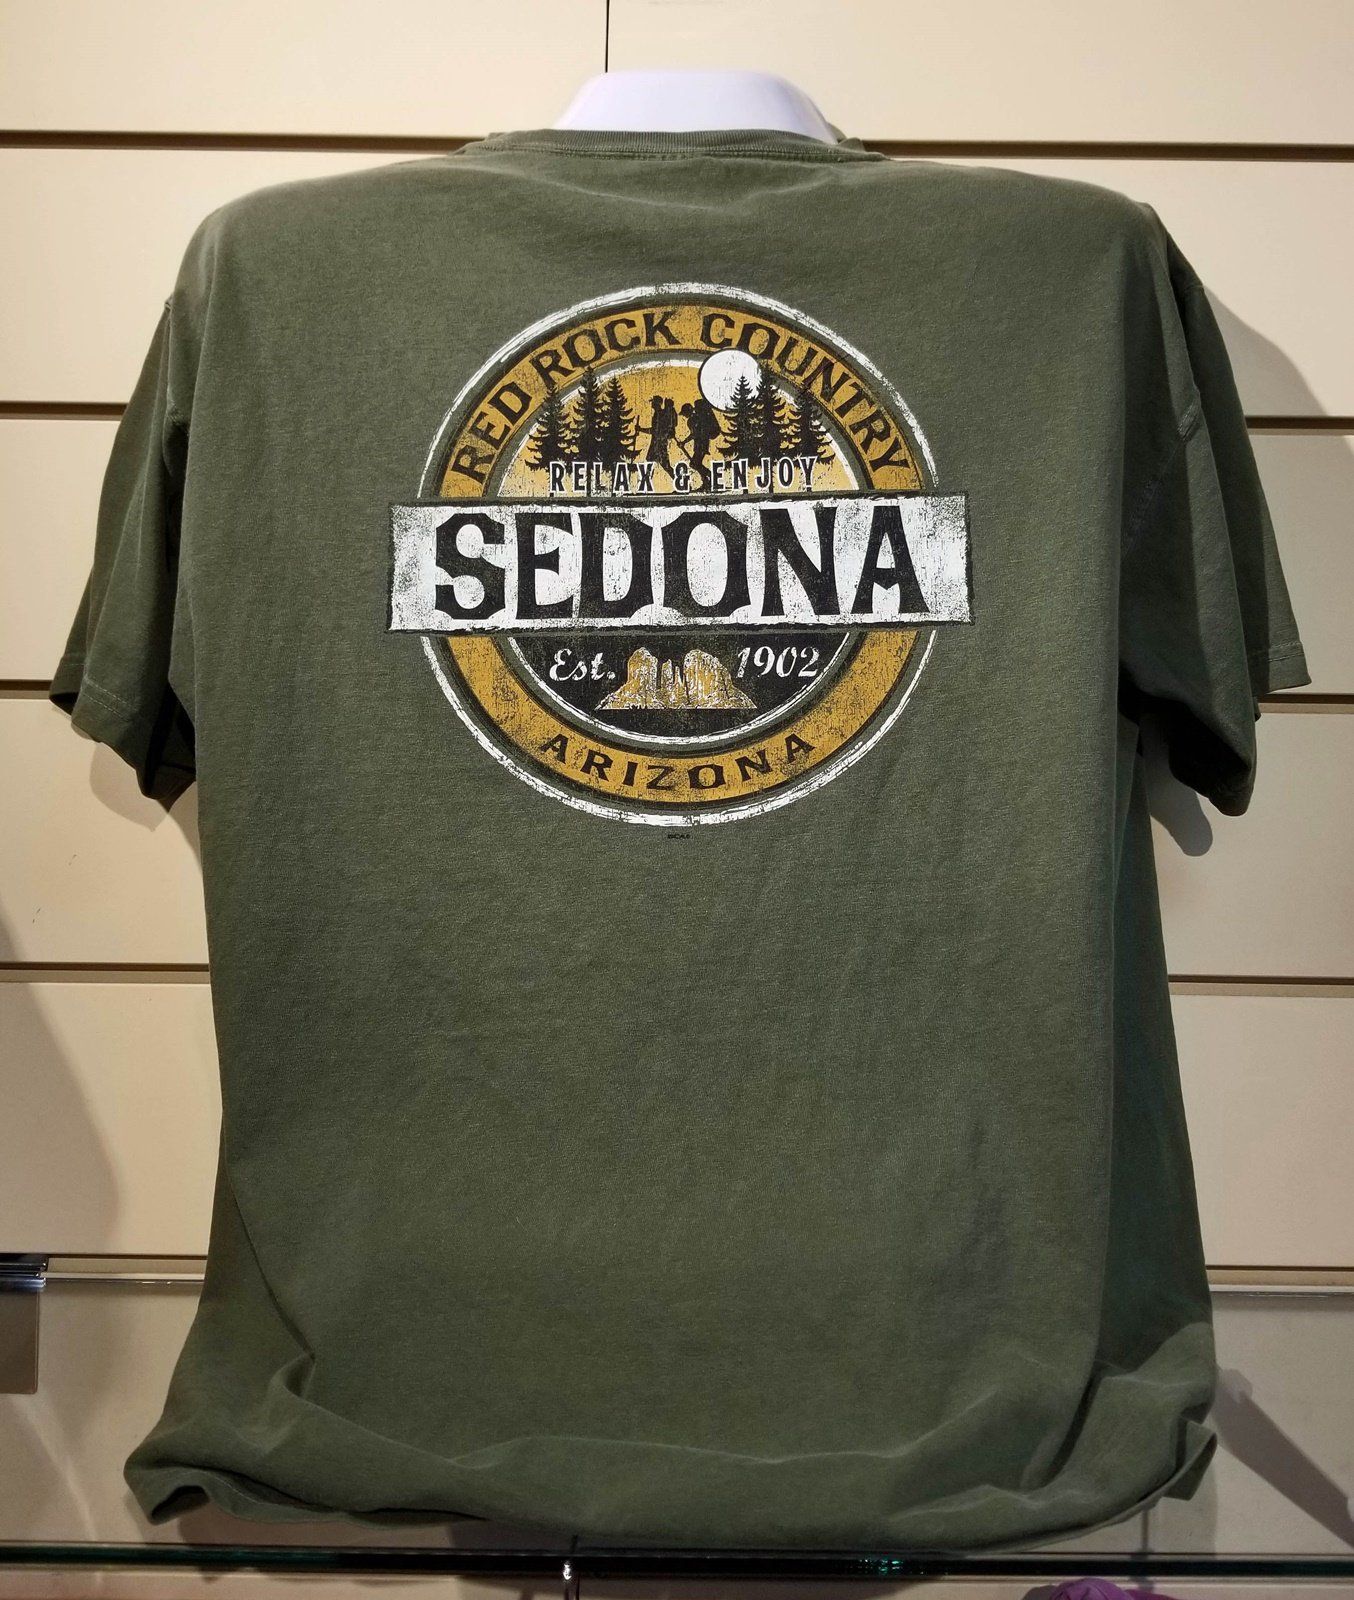 RED ROCK COUNTRY
RELAX & ENJOY
SEDONA
Est. 1902
ARIZONA